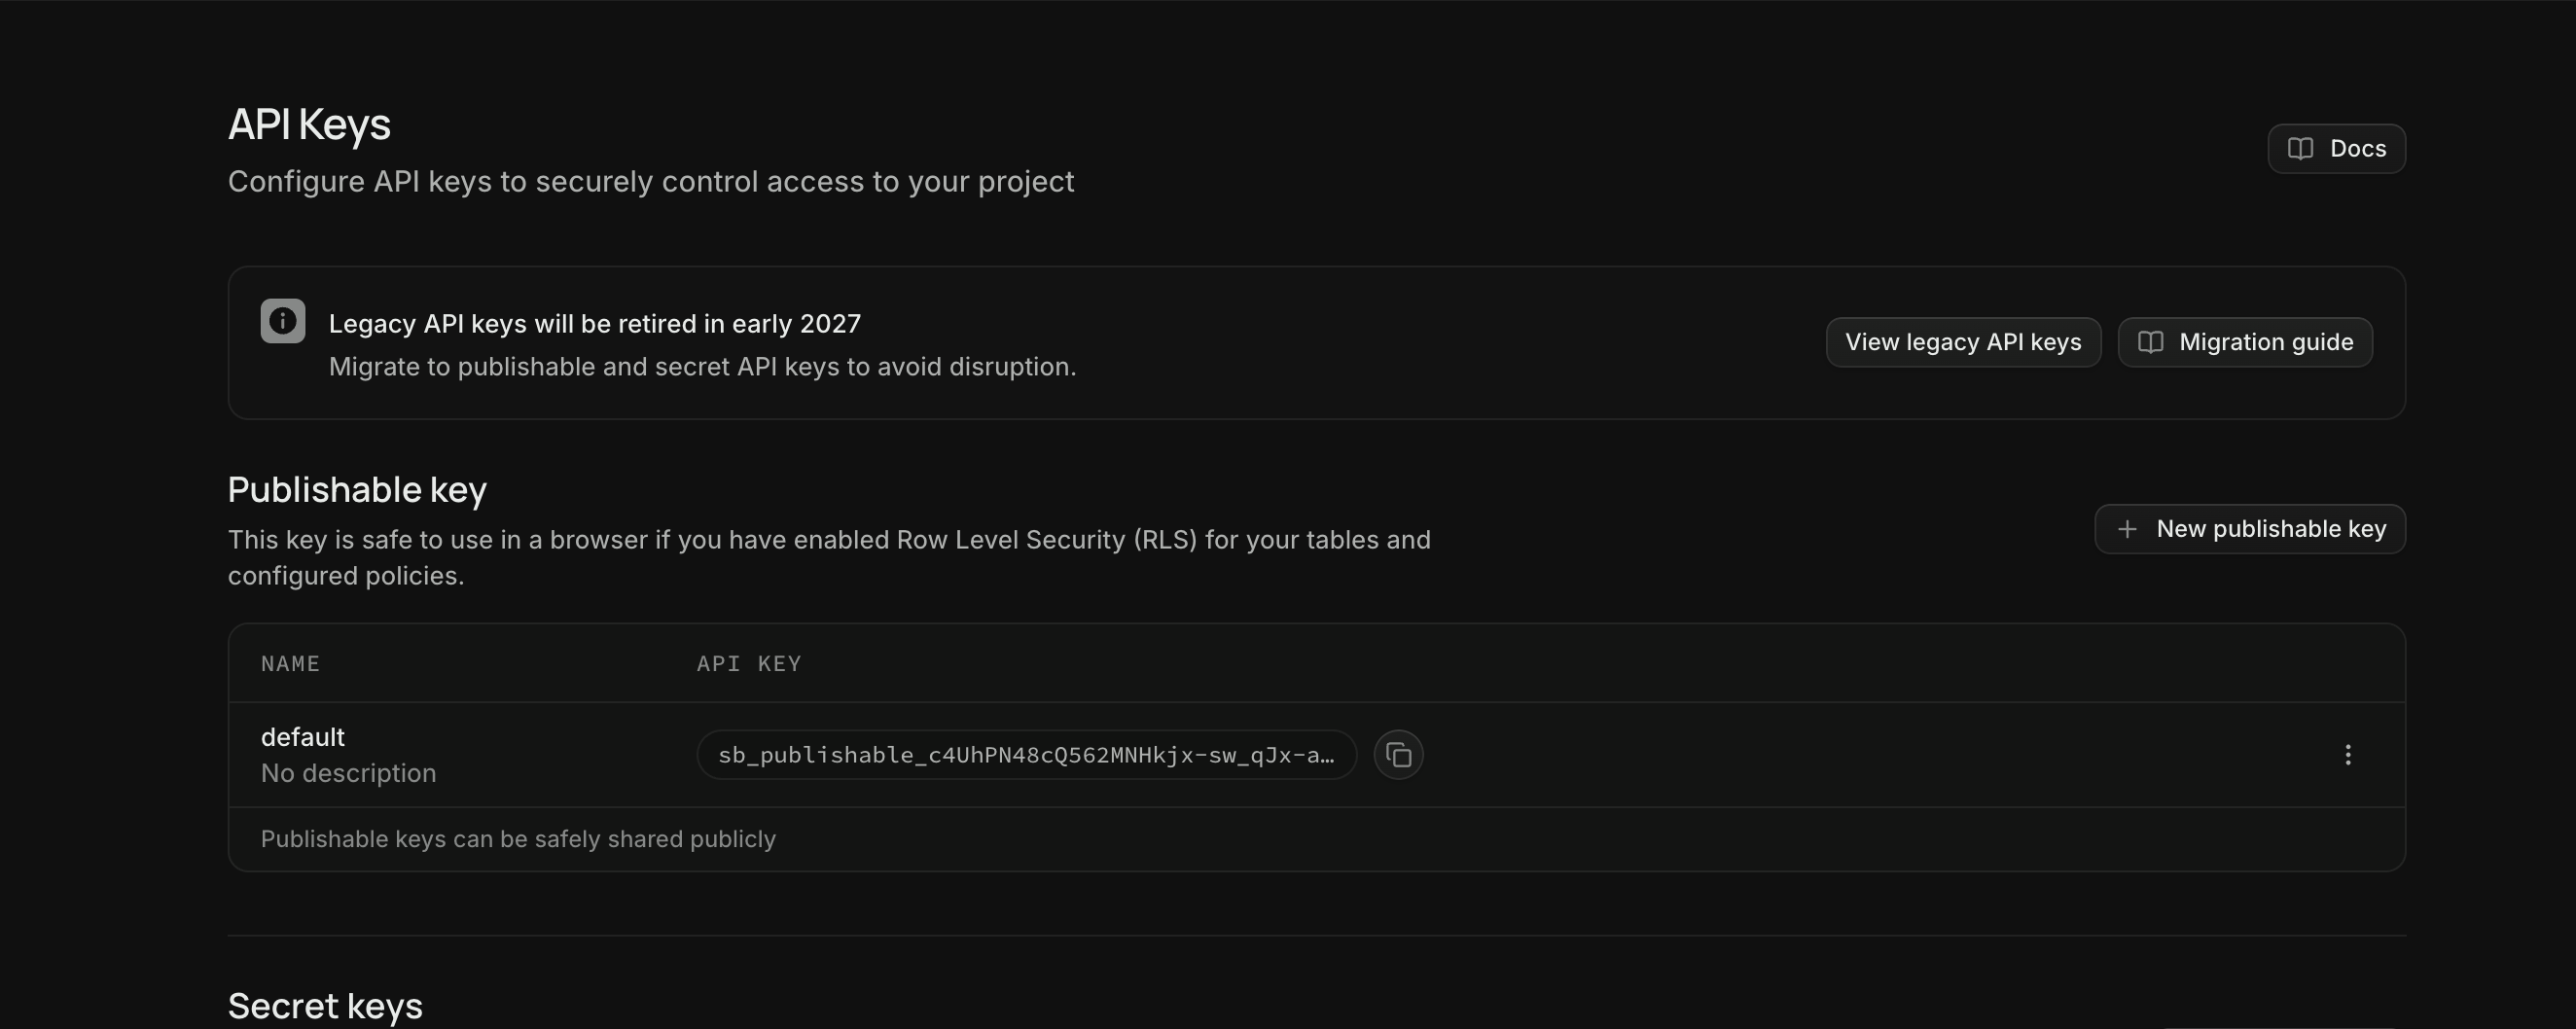 API Keys
Configure API keys to securely control access to your project
Docs
Legacy API keys will be retired in early 2027
Migrate to publishable and secret API keys to avoid disruption.
View legacy API keys
Migration guide
Publishable key
This key is safe to use in a browser if you have enabled Row Level Security (RLS) for your tables and
configured policies.
New publishable key
NAME API KEY
default
No description
sb_publishable_c4UhPN48cQ562MNHkjx-sw_qJx-a…
Publishable keys can be safely shared publicly
Secret keys